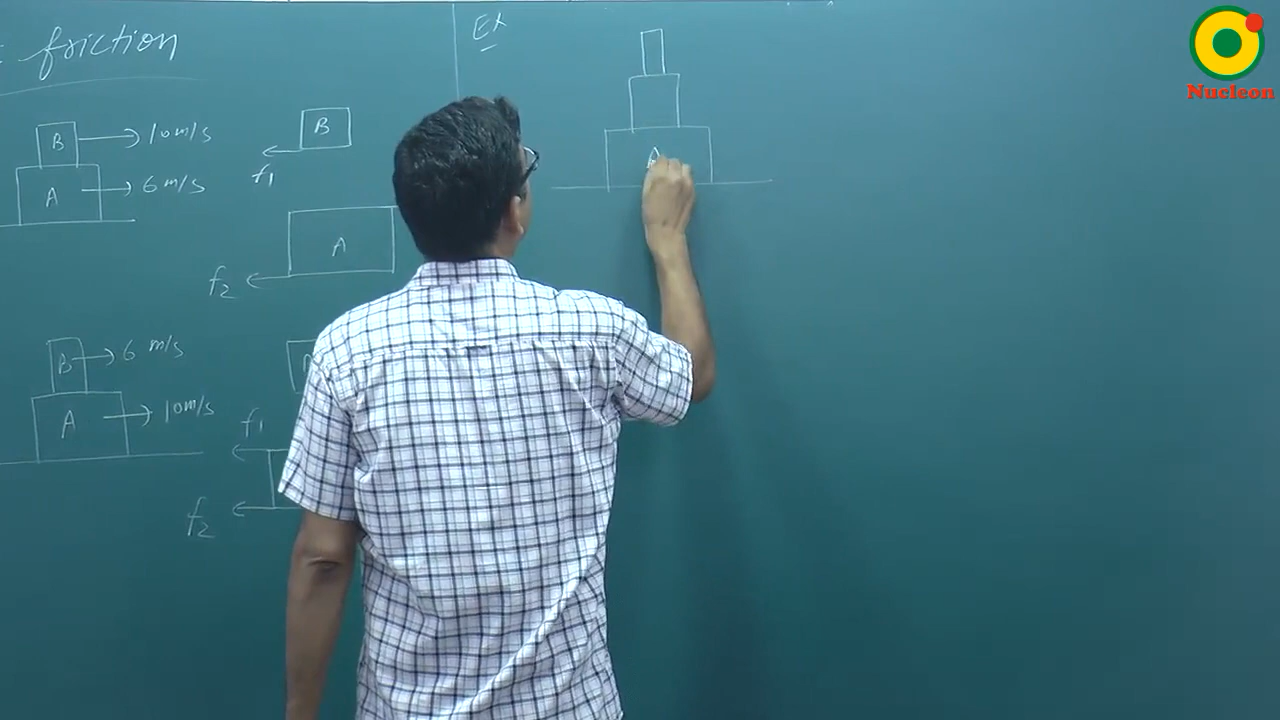 : friction
B 10 m/s
A 6 m/s
B
f1
A
f2
B 6 m/s
A 10 m/s
f1
f2
Ex
A
Nucleon